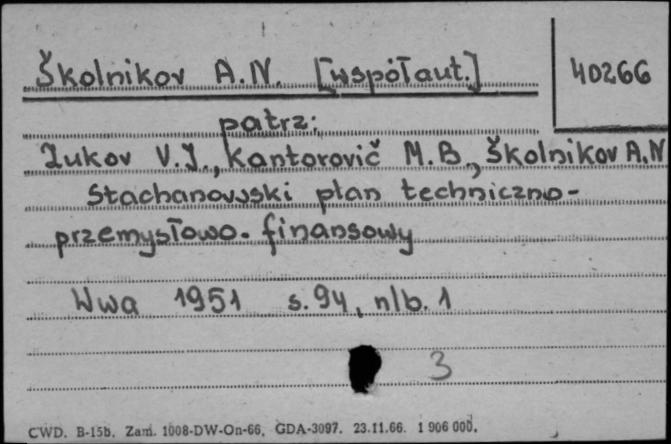 Školnikov A.N. [współaut.]
40266
patrz:
Žukov V.I., Kantorovič M.B., Školnikov A.N
Stachanowski plan techniczno-
przemysłowo-finansowy
Wwa 1951 s.94, nlb. 1
3
CWD. B-15b. Zam. 1008-DW-On-66, GDA-3097. 23.11.66. 1 906 000.